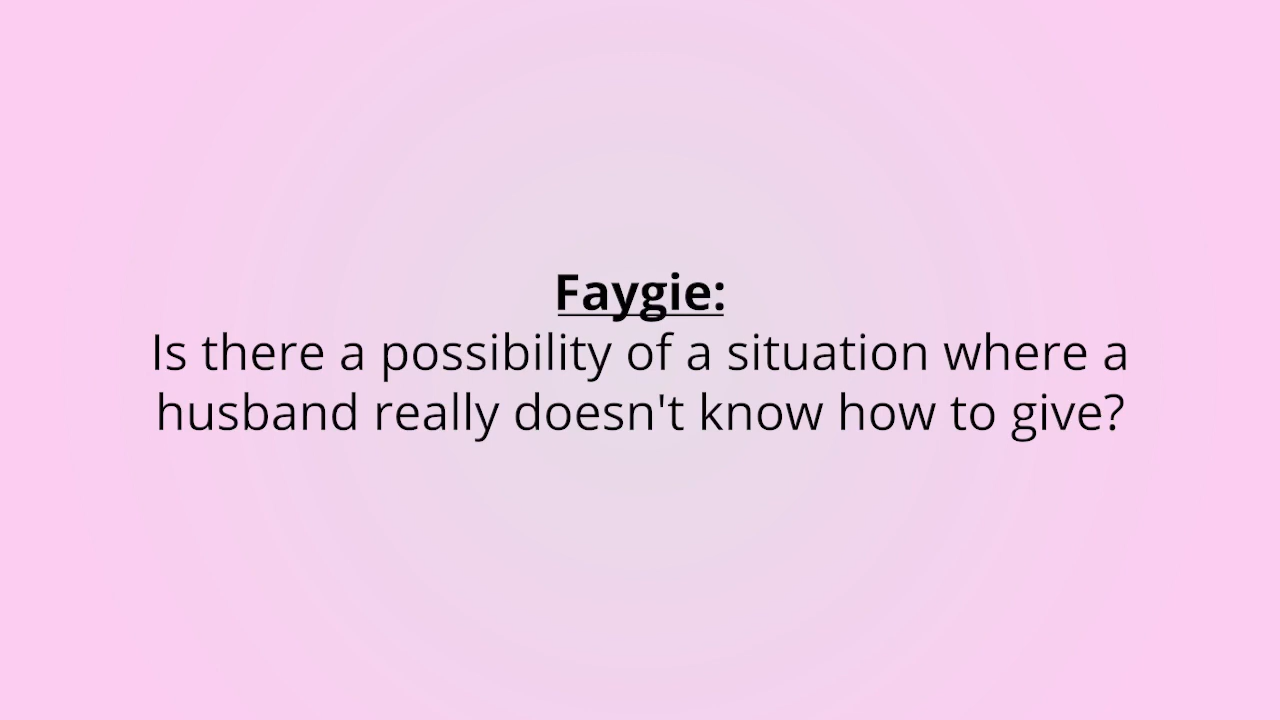 Faygie:
Is there a possibility of a situation where a
husband really doesn't know how to give?